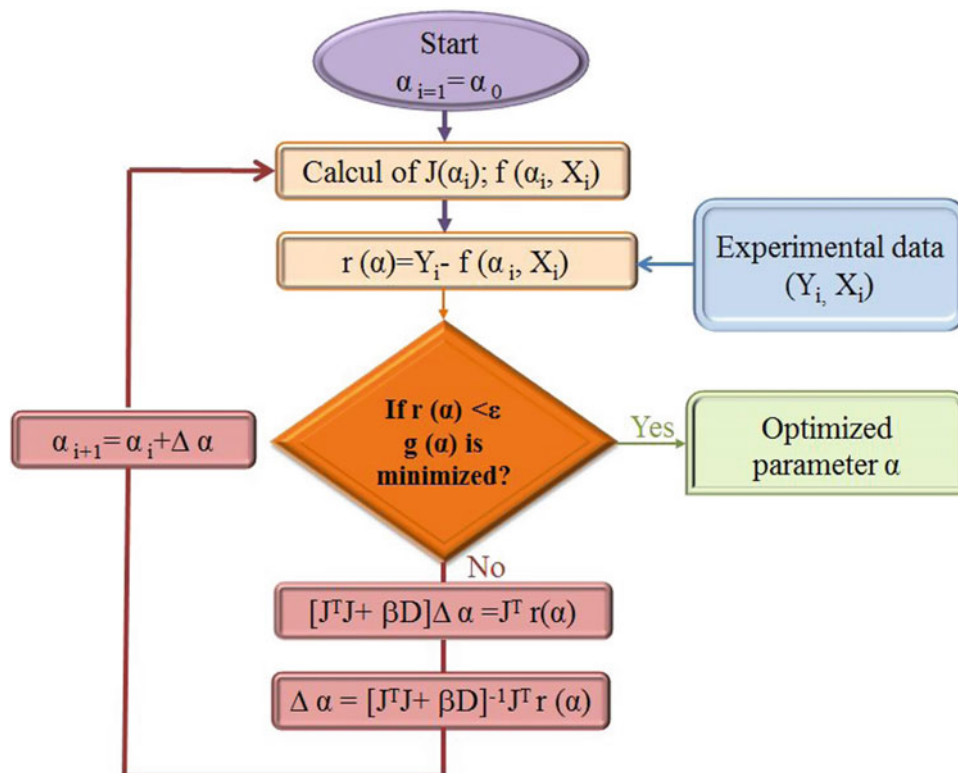 Start
α i=1 = α 0
Calcul of J(αi); f (αi, Xi)
r (α)=Yi- f (α i, Xi)
Experimental data
(Yi, Xi)
If r (α) <ε
g (α) is
minimized?
Yes
Optimized
parameter α
α i+1= α i+Δ α
No
[JᵀJ+ βD]Δ α =Jᵀ r(α)
Δ α = [JᵀJ+ βD]⁻¹Jᵀ r (α)